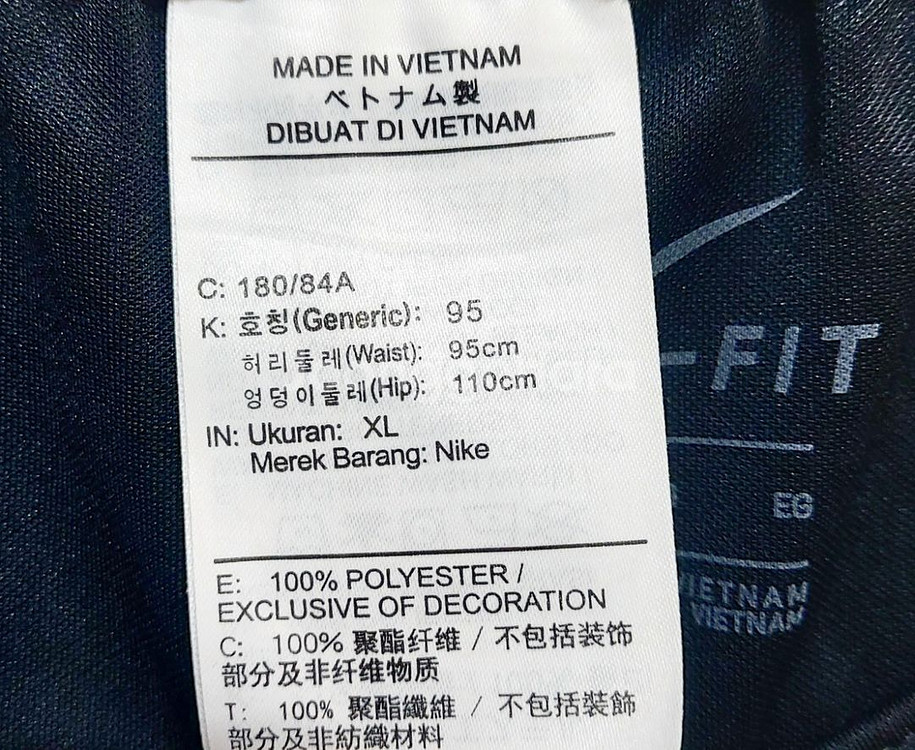 MADE IN VIETNAM
ベトナム製
DIBUAT DI VIETNAM
C: 180/84A
K: 호칭(Generic): 95
허리둘레(Waist): 95cm
엉덩이둘레(Hip): 110cm
IN: Ukuran: XL
Merek Barang: Nike
E: 100% POLYESTER /
EXCLUSIVE OF DECORATION
C: 100% 聚酯纤维 / 不包括装饰
部分及非纤维物质
T: 100% 聚酯纖維 / 不包括裝飾
部分及非紡織材料
-FIT
EG
VIETNAM
VIETNAM